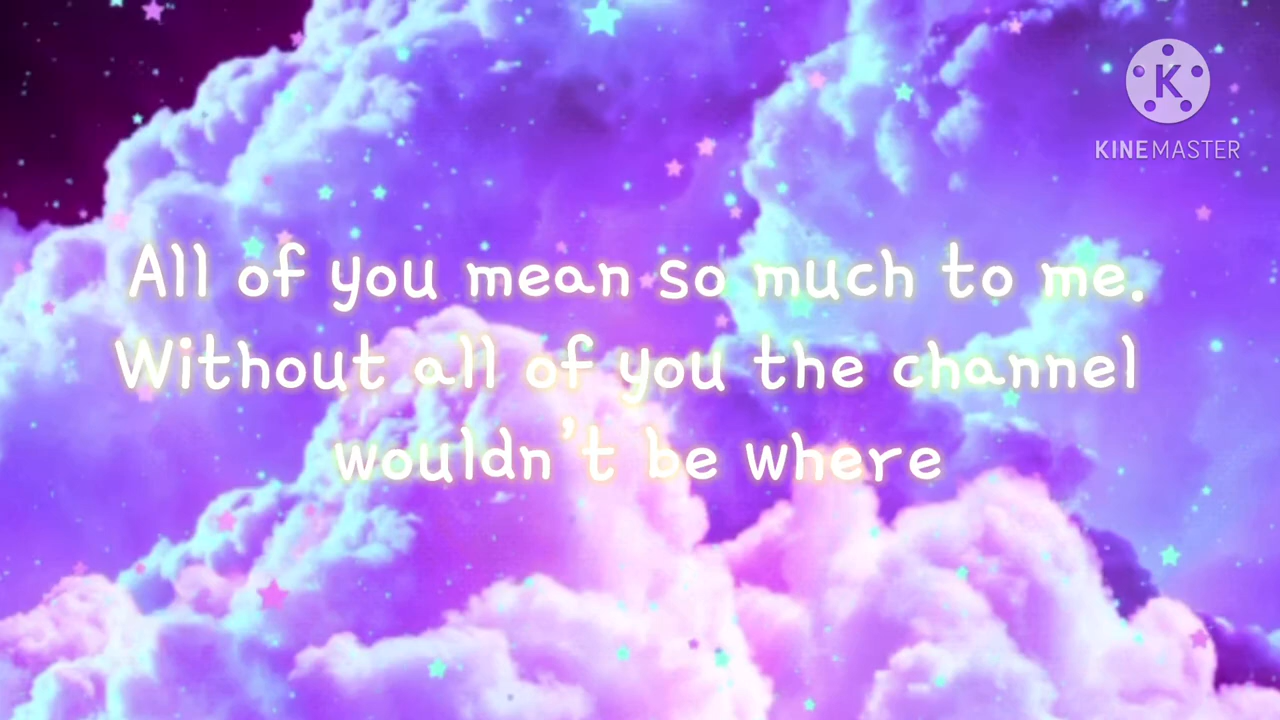 K
KINEMASTER
All of you mean so much to me.
Without all of you the channel
wouldn't be where